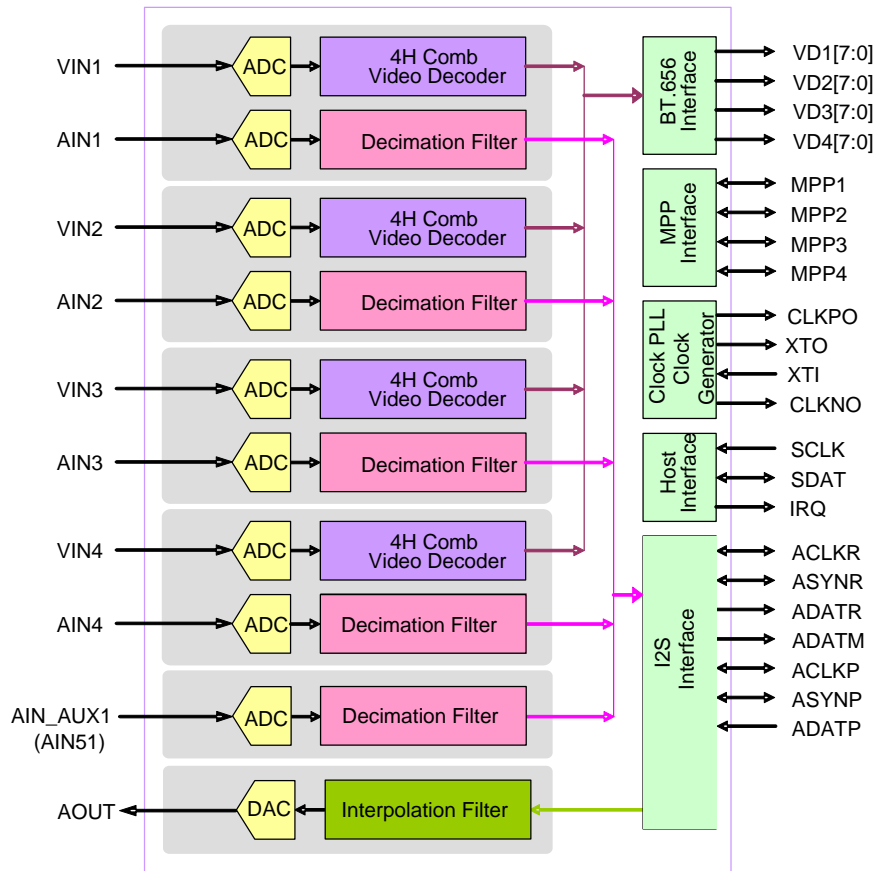 VIN1
ADC
4H Comb
Video Decoder
AIN1
ADC
Decimation Filter
VIN2
ADC
4H Comb
Video Decoder
AIN2
ADC
Decimation Filter
VIN3
ADC
4H Comb
Video Decoder
AIN3
ADC
Decimation Filter
VIN4
ADC
4H Comb
Video Decoder
AIN4
ADC
Decimation Filter
AIN_AUX1
(AIN51)
ADC
Decimation Filter
AOUT
DAC
Interpolation Filter
BT.656
Interface
VD1[7:0]
VD2[7:0]
VD3[7:0]
VD4[7:0]
MPP
Interface
MPP1
MPP2
MPP3
MPP4
Clock PLL
Clock
Generator
CLKPO
XTO
XTI
CLKNO
Host
Interface
SCLK
SDAT
IRQ
I2S
Interface
ACLKR
ASYNR
ADATR
ADATM
ACLKP
ASYNP
ADATP